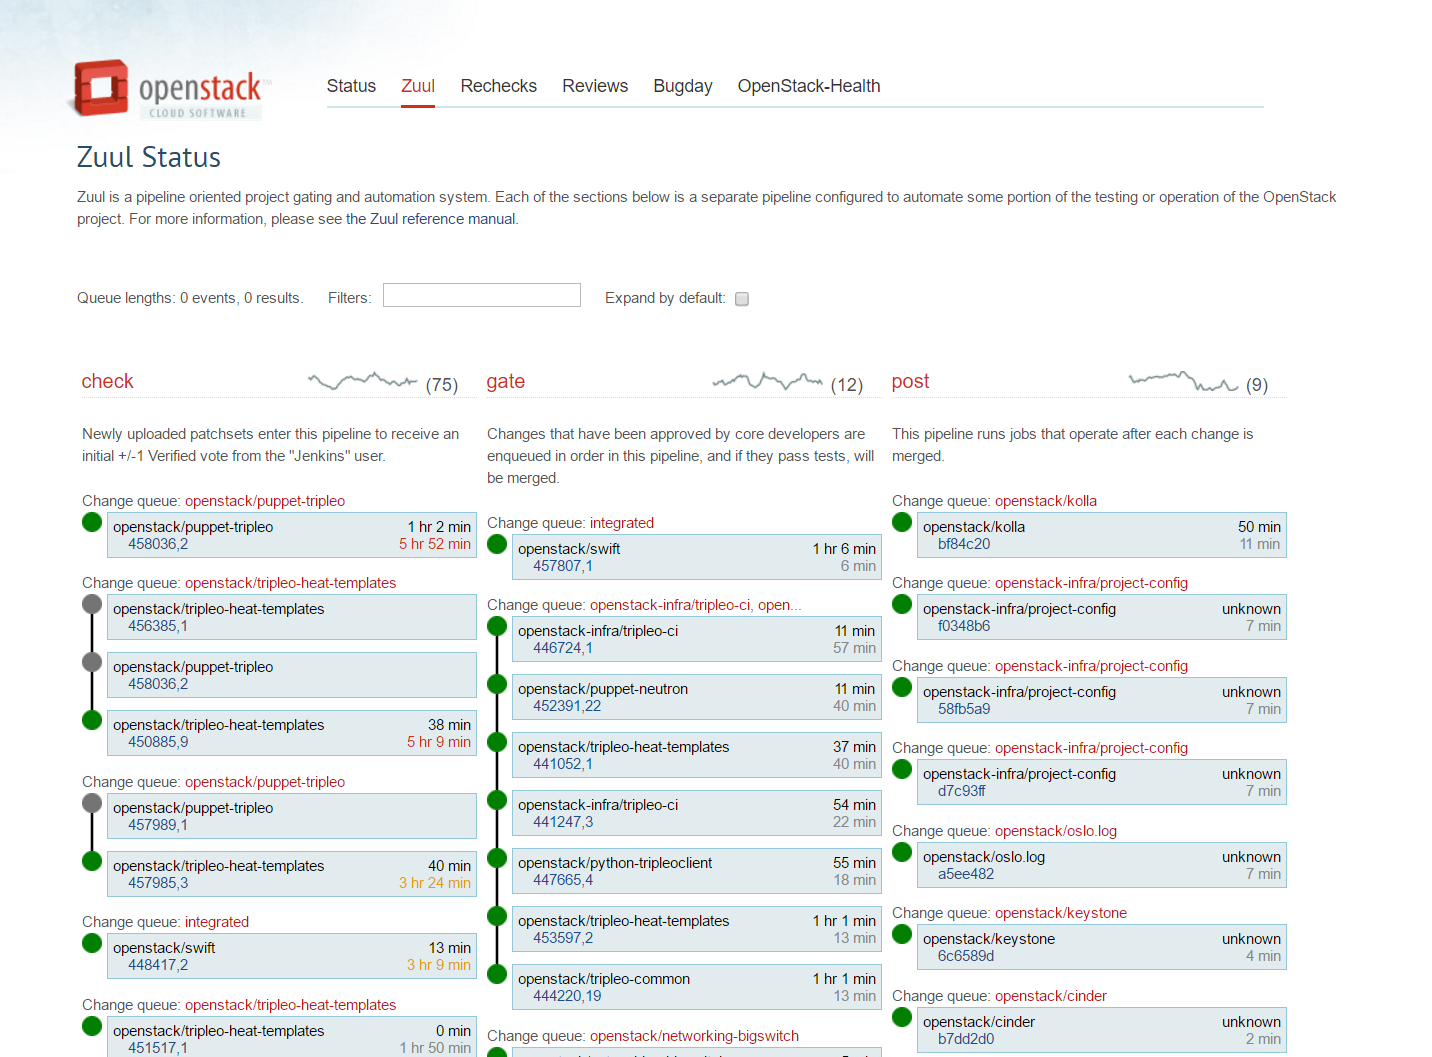 openstack™
CLOUD SOFTWARE
Status Zuul Rechecks Reviews Bugday OpenStack-Health
Zuul Status
Zuul is a pipeline oriented project gating and automation system. Each of the sections below is a separate pipeline configured to automate some portion of the testing or operation of the OpenStack
project. For more information, please see the Zuul reference manual.
Queue lengths: 0 events, 0 results. Filters: Expand by default:
check (75)
Newly uploaded patchsets enter this pipeline to receive an
initial +/-1 Verified vote from the "Jenkins" user.
Change queue: openstack/puppet-tripleo
openstack/puppet-tripleo 1 hr 2 min
458036,2 5 hr 52 min
Change queue: openstack/tripleo-heat-templates
openstack/tripleo-heat-templates
456385,1
openstack/puppet-tripleo
458036,2
openstack/tripleo-heat-templates 38 min
450885,9 5 hr 9 min
Change queue: openstack/puppet-tripleo
openstack/puppet-tripleo
457989,1
openstack/tripleo-heat-templates 40 min
457985,3 3 hr 24 min
Change queue: integrated
openstack/swift 13 min
448417,2 3 hr 9 min
Change queue: openstack/tripleo-heat-templates
openstack/tripleo-heat-templates 0 min
451517,1 1 hr 50 min
gate (12)
Changes that have been approved by core developers are
enqueued in order in this pipeline, and if they pass tests, will
be merged.
Change queue: integrated
openstack/swift 1 hr 6 min
457807,1 6 min
Change queue: openstack-infra/tripleo-ci, open...
openstack-infra/tripleo-ci 11 min
446724,1 57 min
openstack/puppet-neutron 11 min
452391,22 40 min
openstack/tripleo-heat-templates 37 min
441052,1 40 min
openstack-infra/tripleo-ci 54 min
441247,3 22 min
openstack/python-tripleoclient 55 min
447665,4 18 min
openstack/tripleo-heat-templates 1 hr 1 min
453597,2 13 min
openstack/tripleo-common 1 hr 1 min
444220,19 13 min
Change queue: openstack/networking-bigswitch
post (9)
This pipeline runs jobs that operate after each change is
merged.
Change queue: openstack/kolla
openstack/kolla 50 min
bf84c20 11 min
Change queue: openstack-infra/project-config
openstack-infra/project-config unknown
f0348b6 7 min
Change queue: openstack-infra/project-config
openstack-infra/project-config unknown
58fb5a9 7 min
Change queue: openstack-infra/project-config
openstack-infra/project-config unknown
d7c93ff 7 min
Change queue: openstack/oslo.log
openstack/oslo.log unknown
a5ee482 7 min
Change queue: openstack/keystone
openstack/keystone unknown
6c6589d 4 min
Change queue: openstack/cinder
openstack/cinder unknown
b7dd2d0 2 min